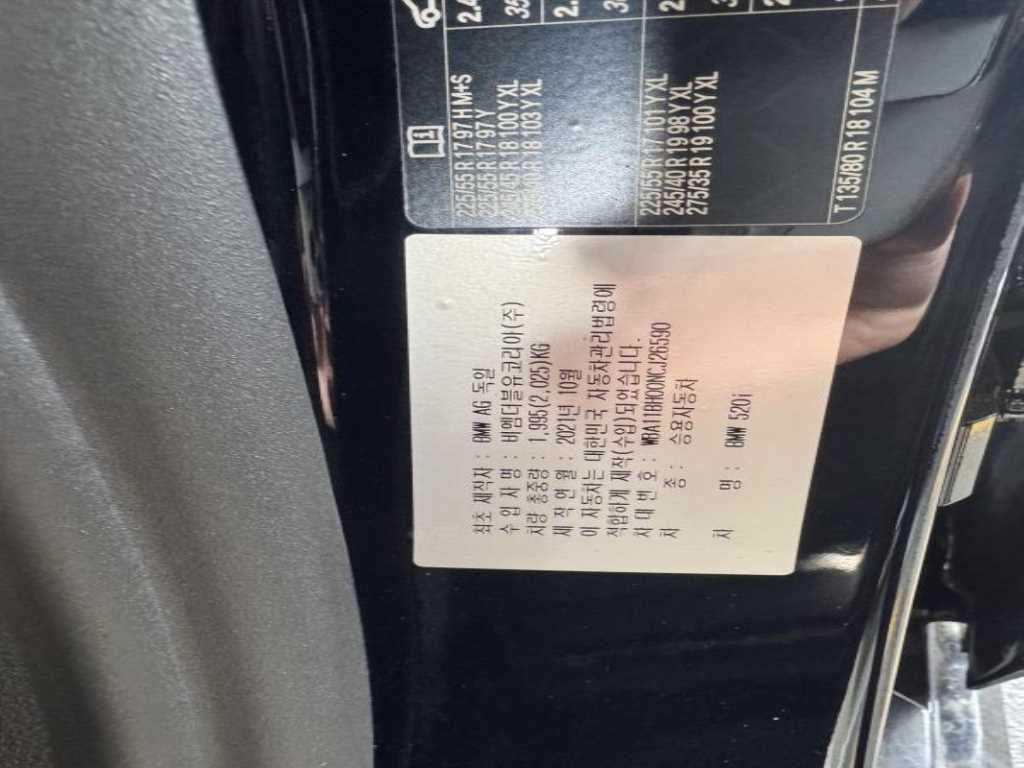 225/55 R 17 97 H M+S
225/55 R 17 97 Y
245/45 R 18 100 Y XL
R 18 103 Y XL
225/55 R 17 101 Y XL
245/40 R 19 98 Y XL
275/35 R 19 100 Y XL
T 135/80 R 18 104 M
최초 제작자 : BMW AG 독일
수 입 자 명 : 비엠더블유코리아(주)
차량 총중량 : 1,995(2,025)KG
제 작 연 월 : 2021년 10월
이 자동차는 대한민국 자동차관리법령에
적합하게 제작(수입)되었습니다.
차 대 번 호 : WBA11BH00NCJ26590
차 종 : 승용자동차
차 명 : BMW 520i